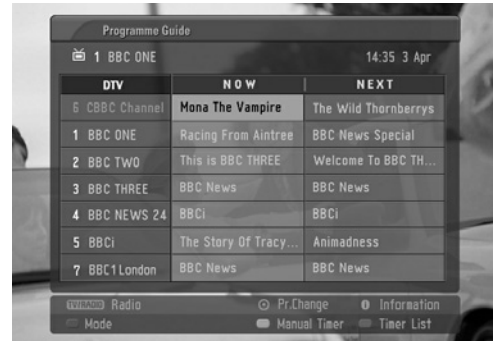 Programme Guide
1 BBC ONE 14:35 3 Apr
DTV NOW NEXT
6 CBBC Channel Mona The Vampire The Wild Thornberrys
1 BBC ONE Racing From Aintree BBC News Special
2 BBC TWO This is BBC THREE Welcome To BBC TH...
3 BBC THREE BBC News BBC News
4 BBC NEWS 24 BBCi BBCi
5 BBCi The Story Of Tracy... Animadness
7 BBC1 London BBC News BBC News
TV/RADIO Radio Pr.Change Information
Mode Manual Timer Timer List